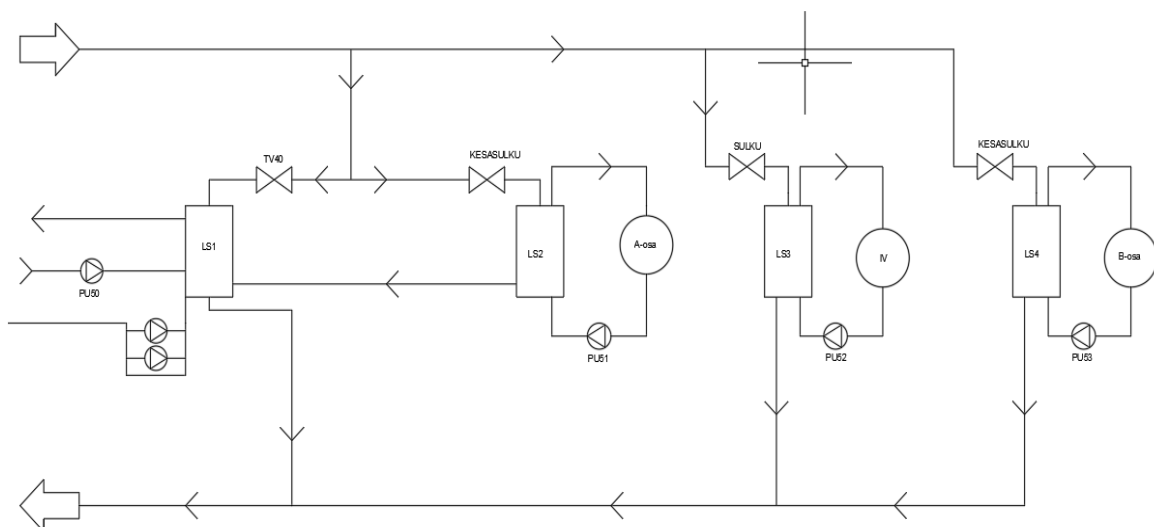 TV40
KESASULKU
SULKU
KESASULKU
LS1
LS2
A-osa
LS3
IV
LS4
B-osa
PU50
PU51
PU52
PU53